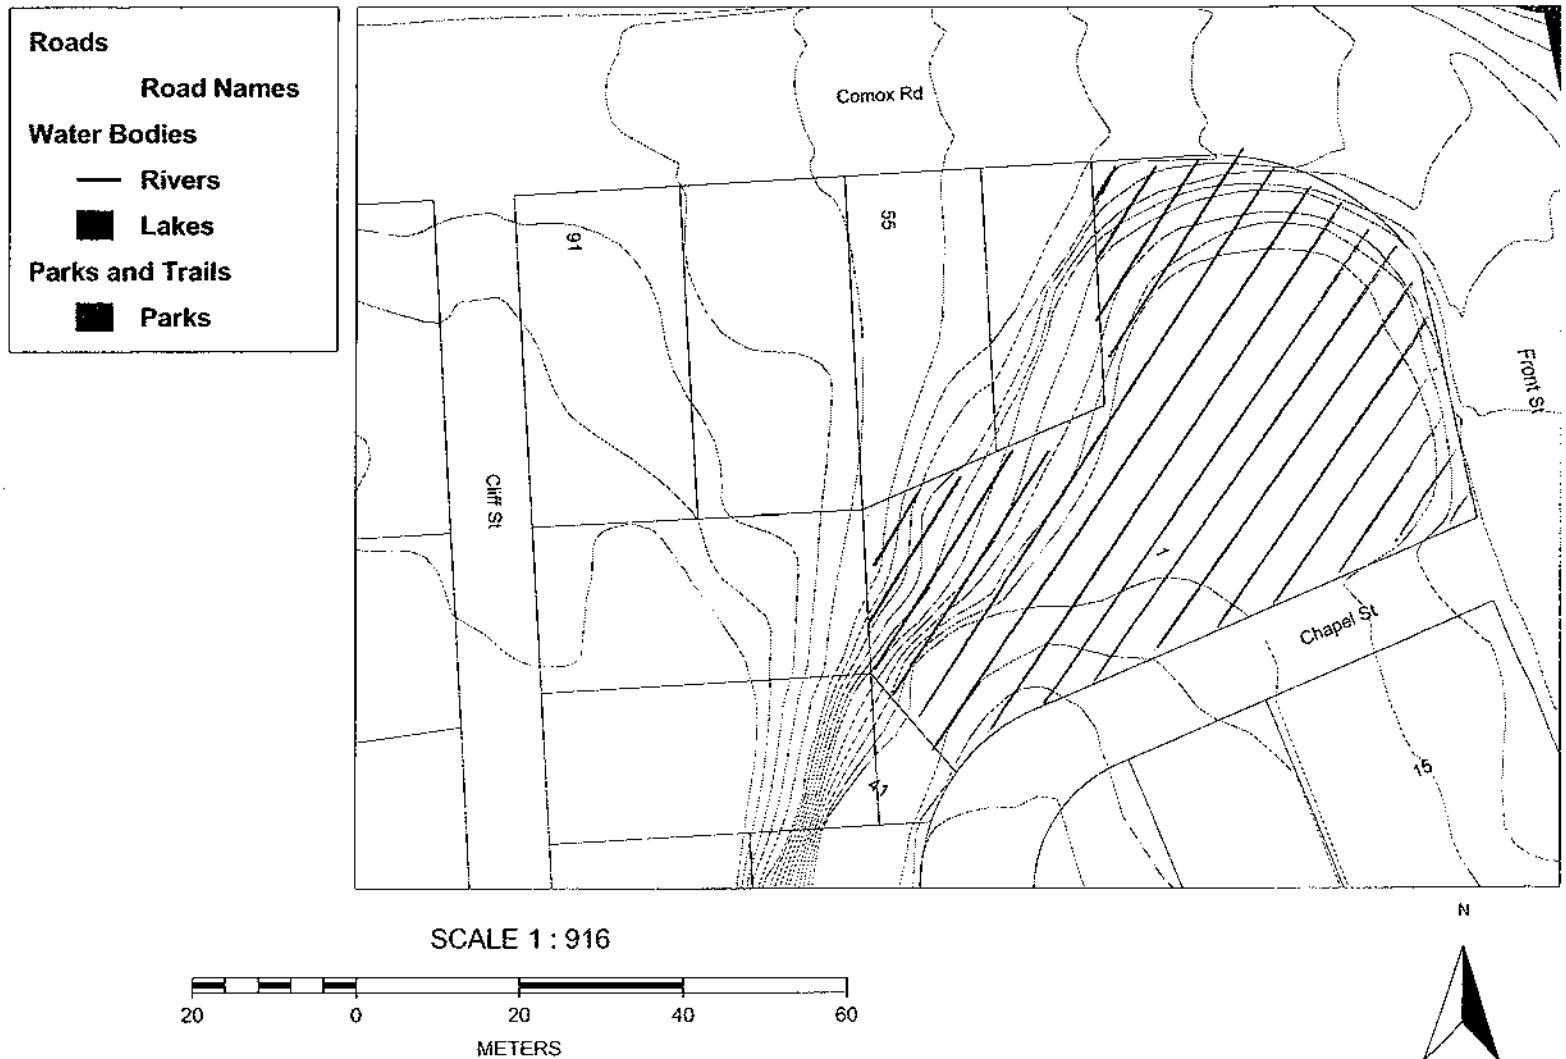 Roads
Road Names
Water Bodies
Rivers
Lakes
Parks and Trails
Parks
Comox Rd
55
91
Front St
Cliff St
1
Chapel St
15
47
SCALE 1 : 916
20 0 20 40 60
METERS
N